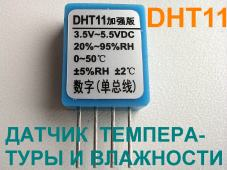 DHT11
DHT11加强版
3.5V~5.5VDC
20%~95%RH
0~50℃
±5%RH ±2℃
数字(单总线)
ДАТЧИК ТЕМПЕРА-
ТУРЫ И ВЛАЖНОСТИ